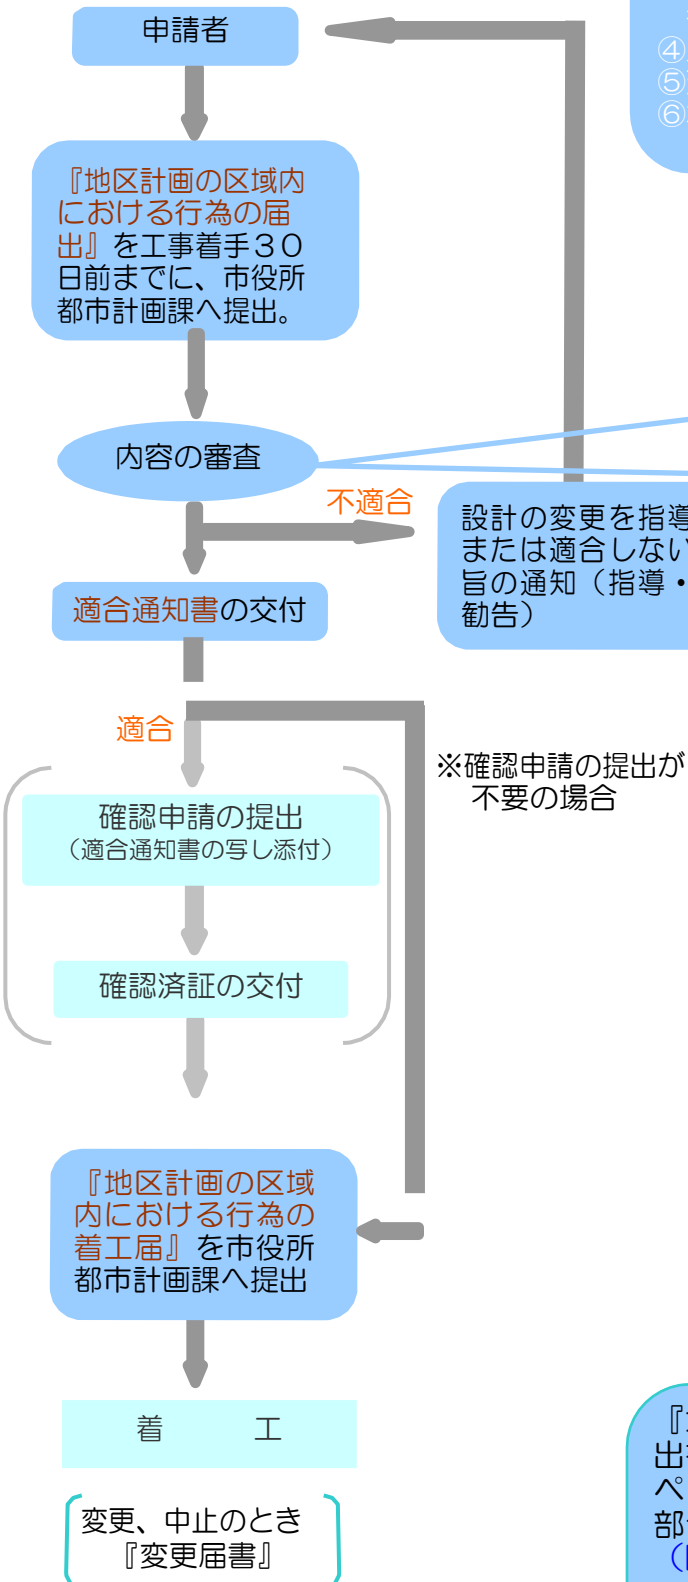 申請者
④
⑤
⑥
『地区計画の区域内
における行為の届
出』を工事着手３０
日前までに、市役所
都市計画課へ提出。
内容の審査
不適合
設計の変更を指導
または適合しない
旨の通知（指導・
勧告）
適合通知書の交付
適合
※確認申請の提出が
不要の場合
確認申請の提出
（適合通知書の写し添付）
確認済証の交付
『地区計画の区域
内における行為の
着工届』を市役所
都市計画課へ提出
着　　　工
変更、中止のとき
『変更届書』
出
ペ
部